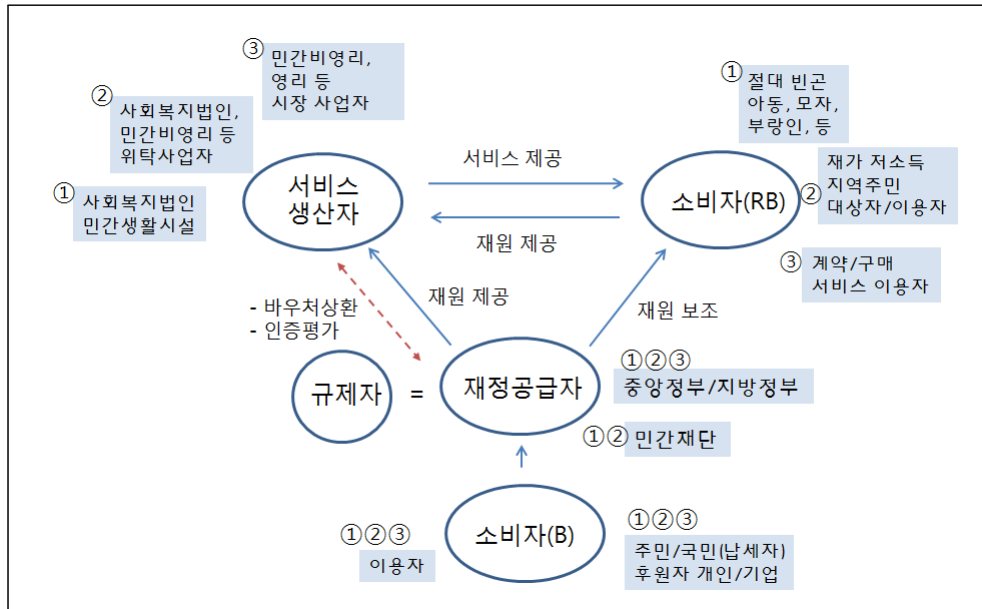 ③ 민간비영리,
영리 등
시장 사업자
① 절대 빈곤
아동, 모자,
부랑인, 등
② 사회복지법인,
민간비영리 등
위탁사업자
서비스 제공
서비스
생산자
소비자(RB)
재가 저소득
지역주민
② 대상자/이용자
① 사회복지법인
민간생활시설
재원 제공
③ 계약/구매
서비스 이용자
- 바우처상환
- 인증평가
재원 제공
재원 보조
규제자
=
재정공급자
①②③
중앙정부/지방정부
①② 민간재단
소비자(B)
①②③
이용자
①②③
주민/국민(납세자)
후원자 개인/기업